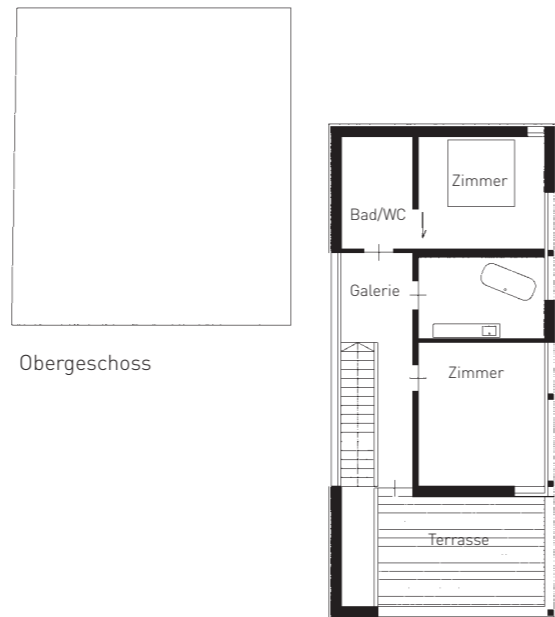 Zimmer
Bad/WC
Galerie
Obergeschoss
Zimmer
Terrasse